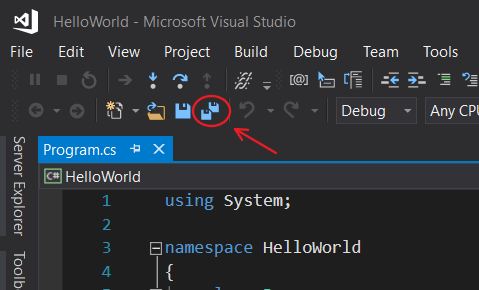 HelloWorld - Microsoft Visual Studio
File Edit View Project Build Debug Team Tools
[@]
Debug Any CPU
Server Explorer
Program.cs
C# HelloWorld
1 using System;
2
3 namespace HelloWorld
4 {